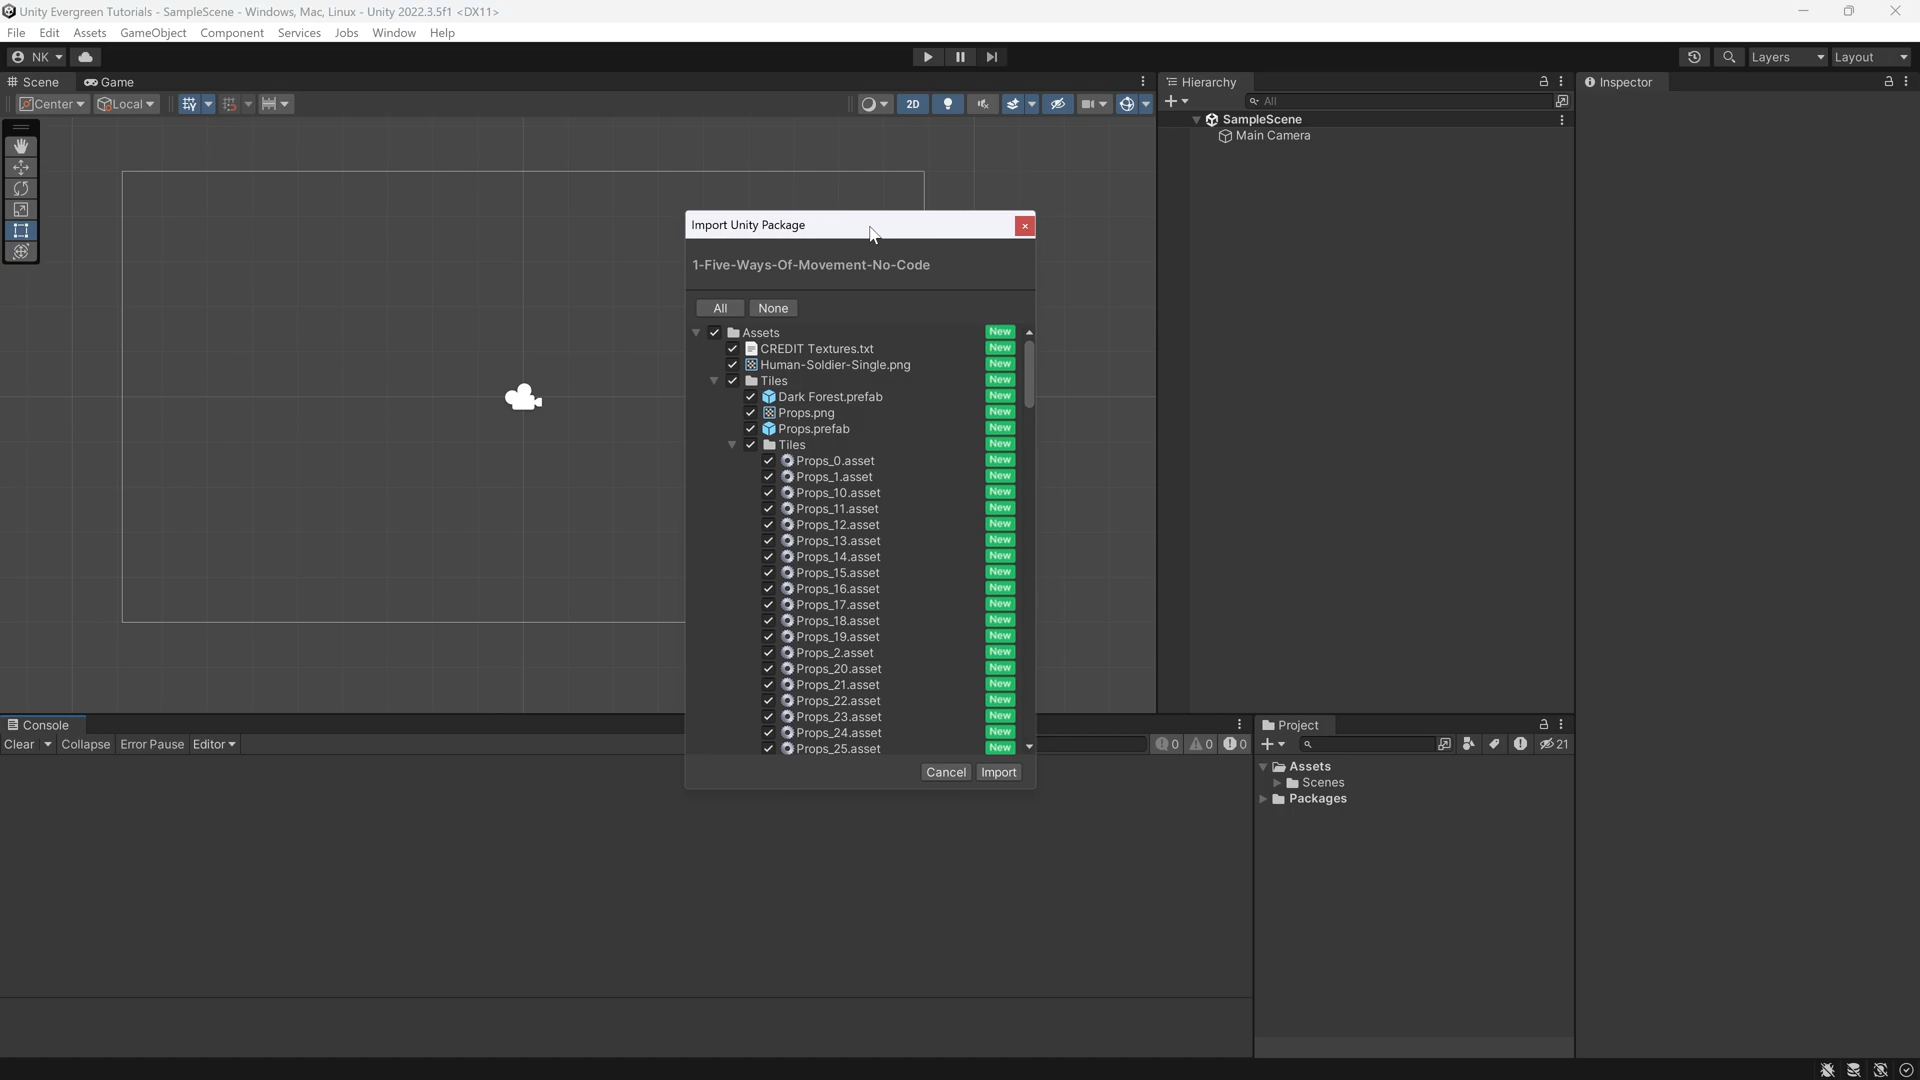 Unity Evergreen Tutorials - SampleScene - Windows, Mac, Linux - Unity 2022.3.5f1 <DX11>
File Edit Assets GameObject Component Services Jobs Window Help
NK Layers Layout
Scene Game
Center Local 2D
Hierarchy
All
SampleScene
Main Camera
Inspector
Import Unity Package
1-Five-Ways-Of-Movement-No-Code
All None
Assets New
CREDIT Textures.txt New
Human-Soldier-Single.png New
Tiles New
Dark Forest.prefab New
Props.png New
Props.prefab New
Tiles New
Props_0.asset New
Props_1.asset New
Props_10.asset New
Props_11.asset New
Props_12.asset New
Props_13.asset New
Props_14.asset New
Props_15.asset New
Props_16.asset New
Props_17.asset New
Props_18.asset New
Props_19.asset New
Props_2.asset New
Props_20.asset New
Props_21.asset New
Props_22.asset New
Props_23.asset New
Props_24.asset New
Props_25.asset New
Cancel Import
Console
Clear Collapse Error Pause Editor 0 0 0
Project
21
Assets
Scenes
Packages